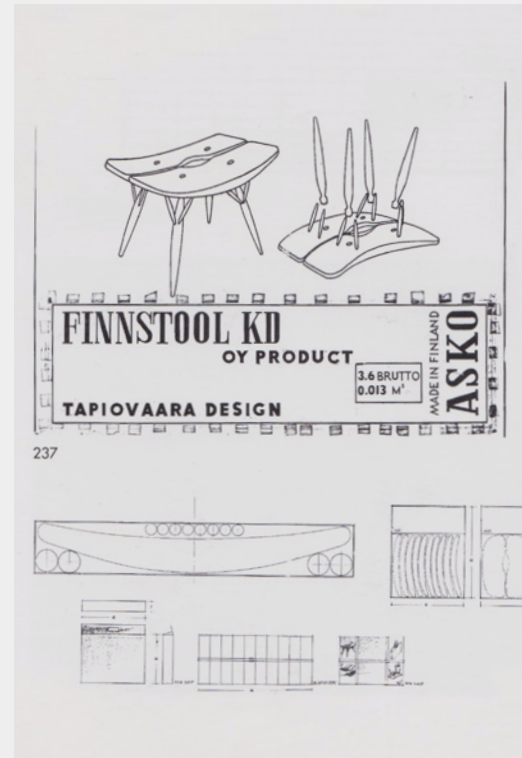 FINNSTOOL KD
OY PRODUCT
3.6 BRUTTO
0.013 M³
TAPIOVAARA DESIGN
MADE IN FINLAND
ASKO
237